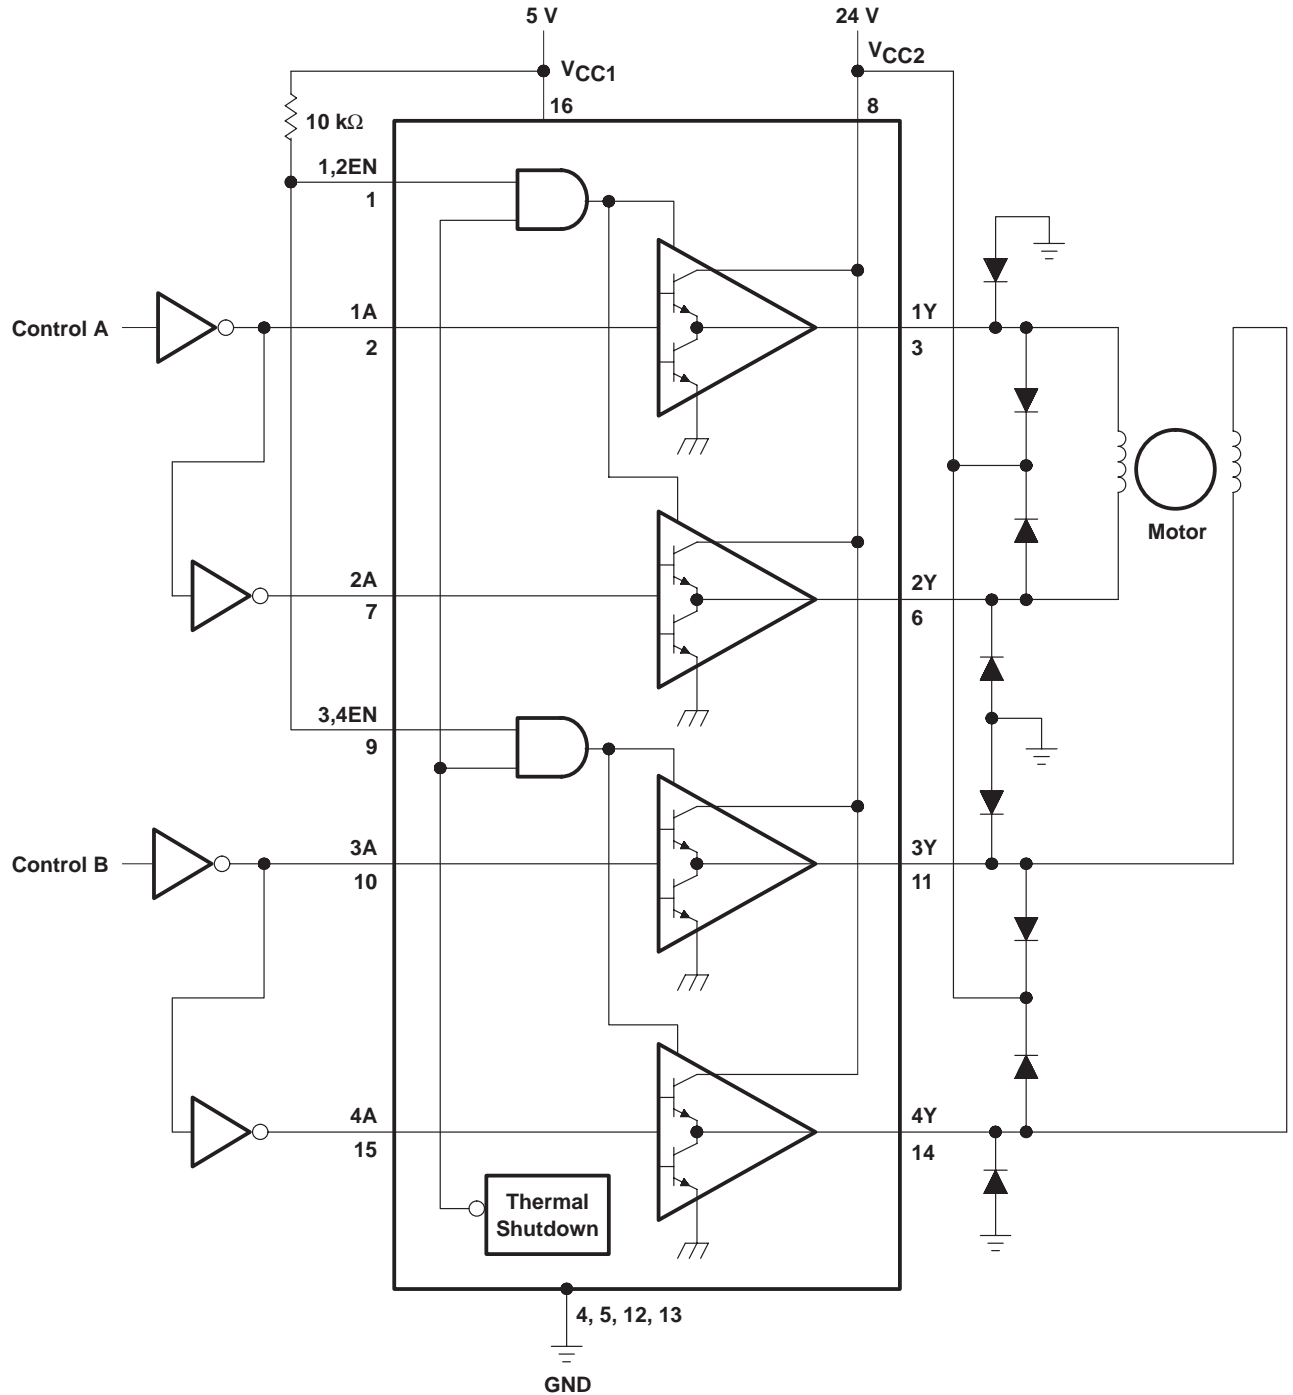 5 V
24 V
VCC1
VCC2
16
8
10 kΩ
1,2EN
1
Control A
1A
2
1Y
3
Motor
2A
7
2Y
6
3,4EN
9
Control B
3A
10
3Y
11
4A
15
4Y
14
Thermal
Shutdown
4, 5, 12, 13
GND